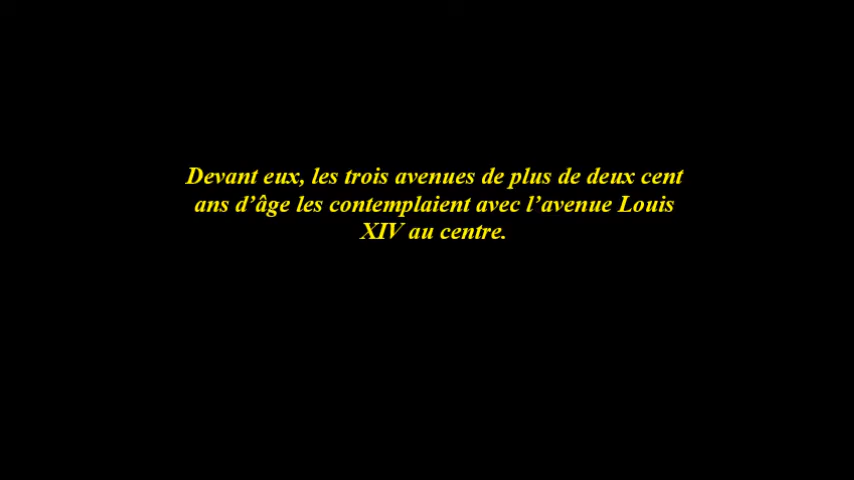 Devant eux, les trois avenues de plus de deux cent
ans d’âge les contemplaient avec l’avenue Louis
XIV au centre.